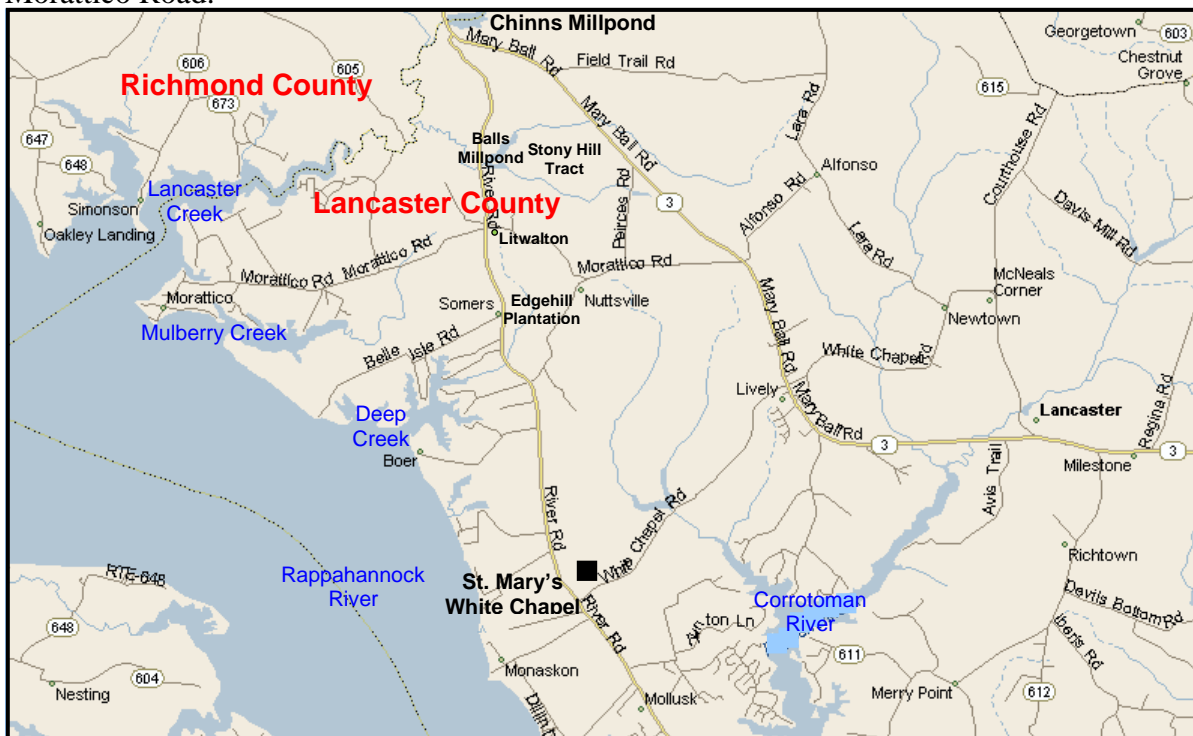 Morattico Road.
Chinns Millpond
Mary Ball Rd
Field Trail Rd
Georgetown
603
Chestnut
Grove
606
605
Richmond County
673
615
647
648
Balls
Millpond
Stony Hill
Tract
Mary Ball Rd
Lara Rd
Courthouse Rd
Alfonso
Lancaster
Creek
Simonson
Oakley Landing
Lancaster County
River Rd
Peirces Rd
3
Alfonso Rd
Davis Mill Rd
Litwalton
Lara Rd
Morattico Rd
Morattico Rd
Morattico Rd
McNeals
Corner
Morattico
Nuttsville
Somers
Edgehill
Plantation
Newtown
Mulberry Creek
Mary Ball Rd
Belle Isle Rd
White Chapel Rd
Lively
Mary Ball Rd
Regina Rd
Lancaster
Deep
Creek
Boer
3
3
Milestone
Avis Trail
River Rd
White Chapel Rd
Richtown
RTE-648
Rappahannock
River
St. Mary's
White Chapel
River Rd
Corrotoman
River
Devils Bottom Rd
Iberis Rd
ton Ln
648
611
Monaskon
604
Nesting
Merry Point
612
Mollusk